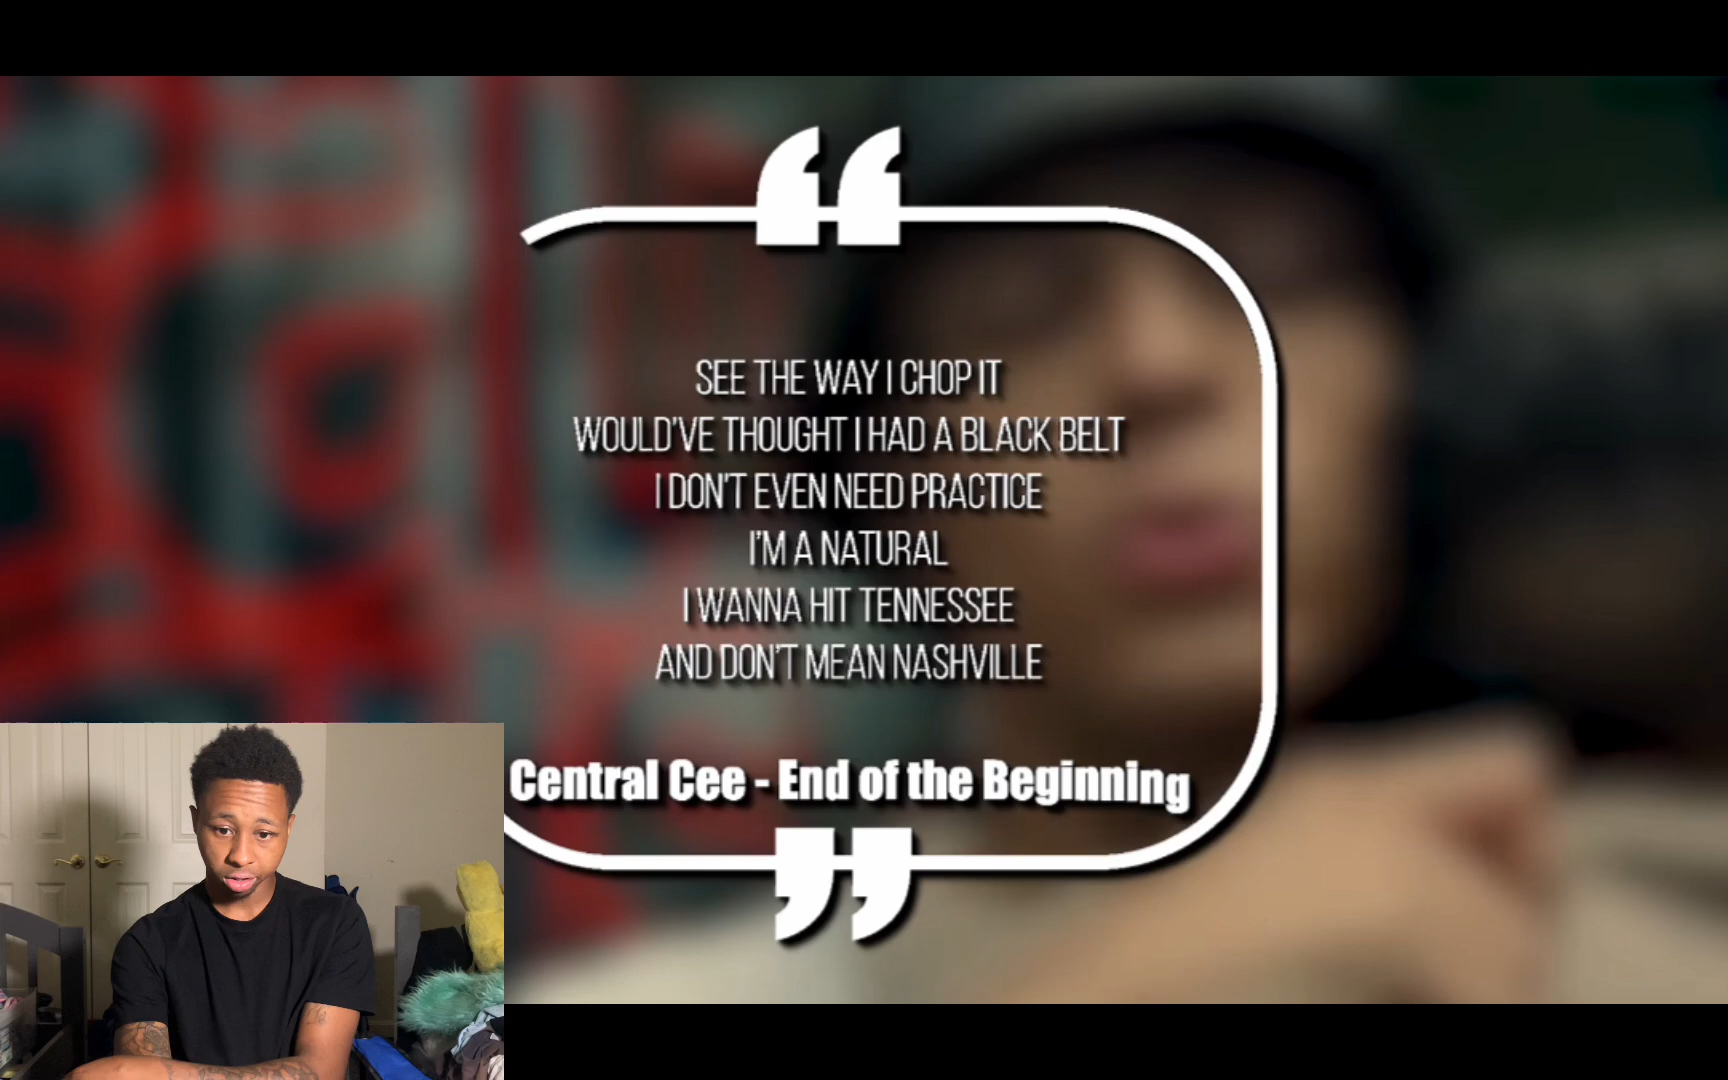 SEE THE WAY I CHOP IT
WOULD'VE THOUGHT I HAD A BLACK BELT
I DON'T EVEN NEED PRACTICE
I'M A NATURAL
I WANNA HIT TENNESSEE
AND DON'T MEAN NASHVILLE
Central Cee - End of the Beginning